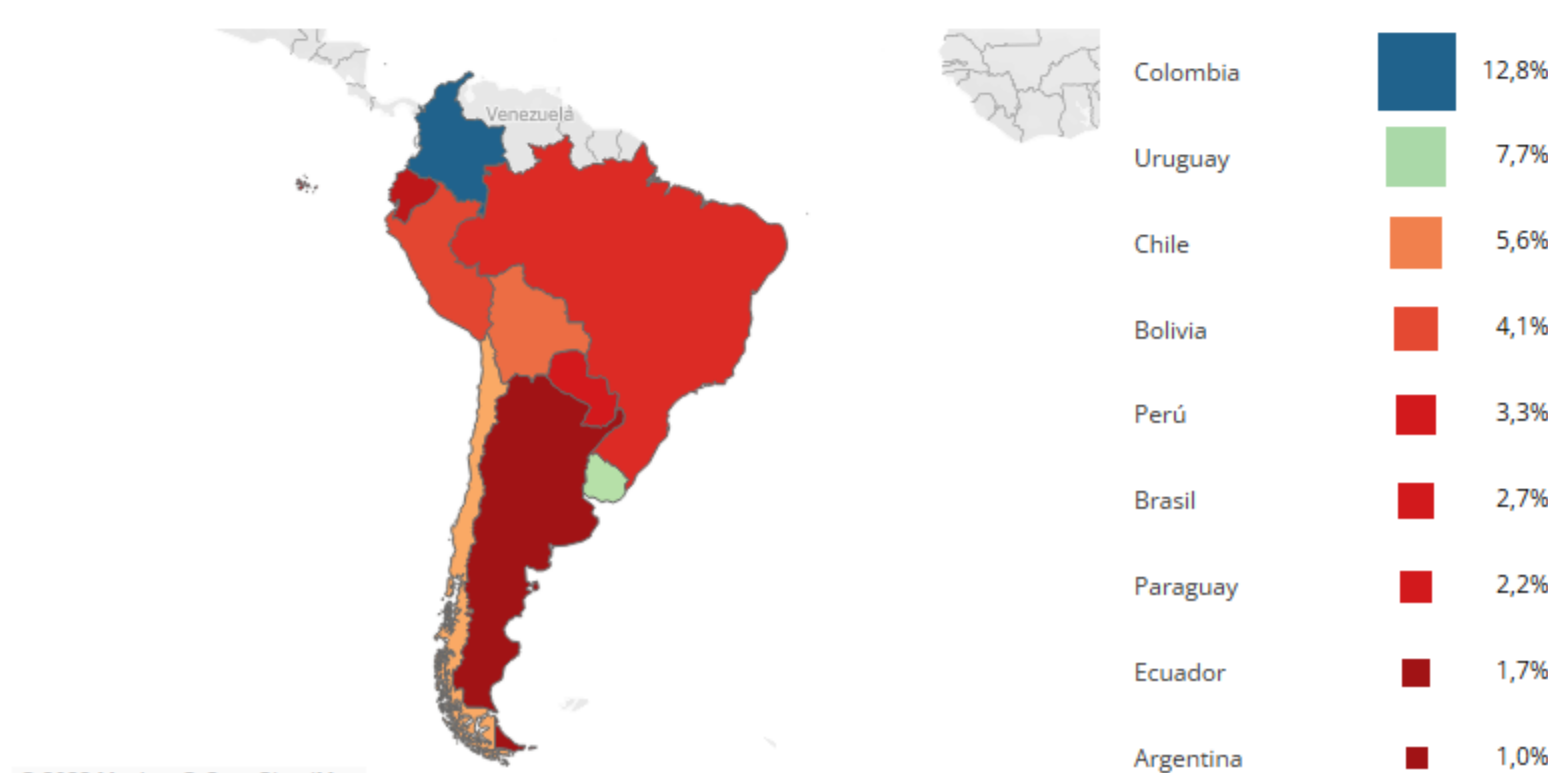 Venezuela
Colombia 12,8%
Uruguay 7,7%
Chile 5,6%
Bolivia 4,1%
Perú 3,3%
Brasil 2,7%
Paraguay 2,2%
Ecuador 1,7%
Argentina 1,0%